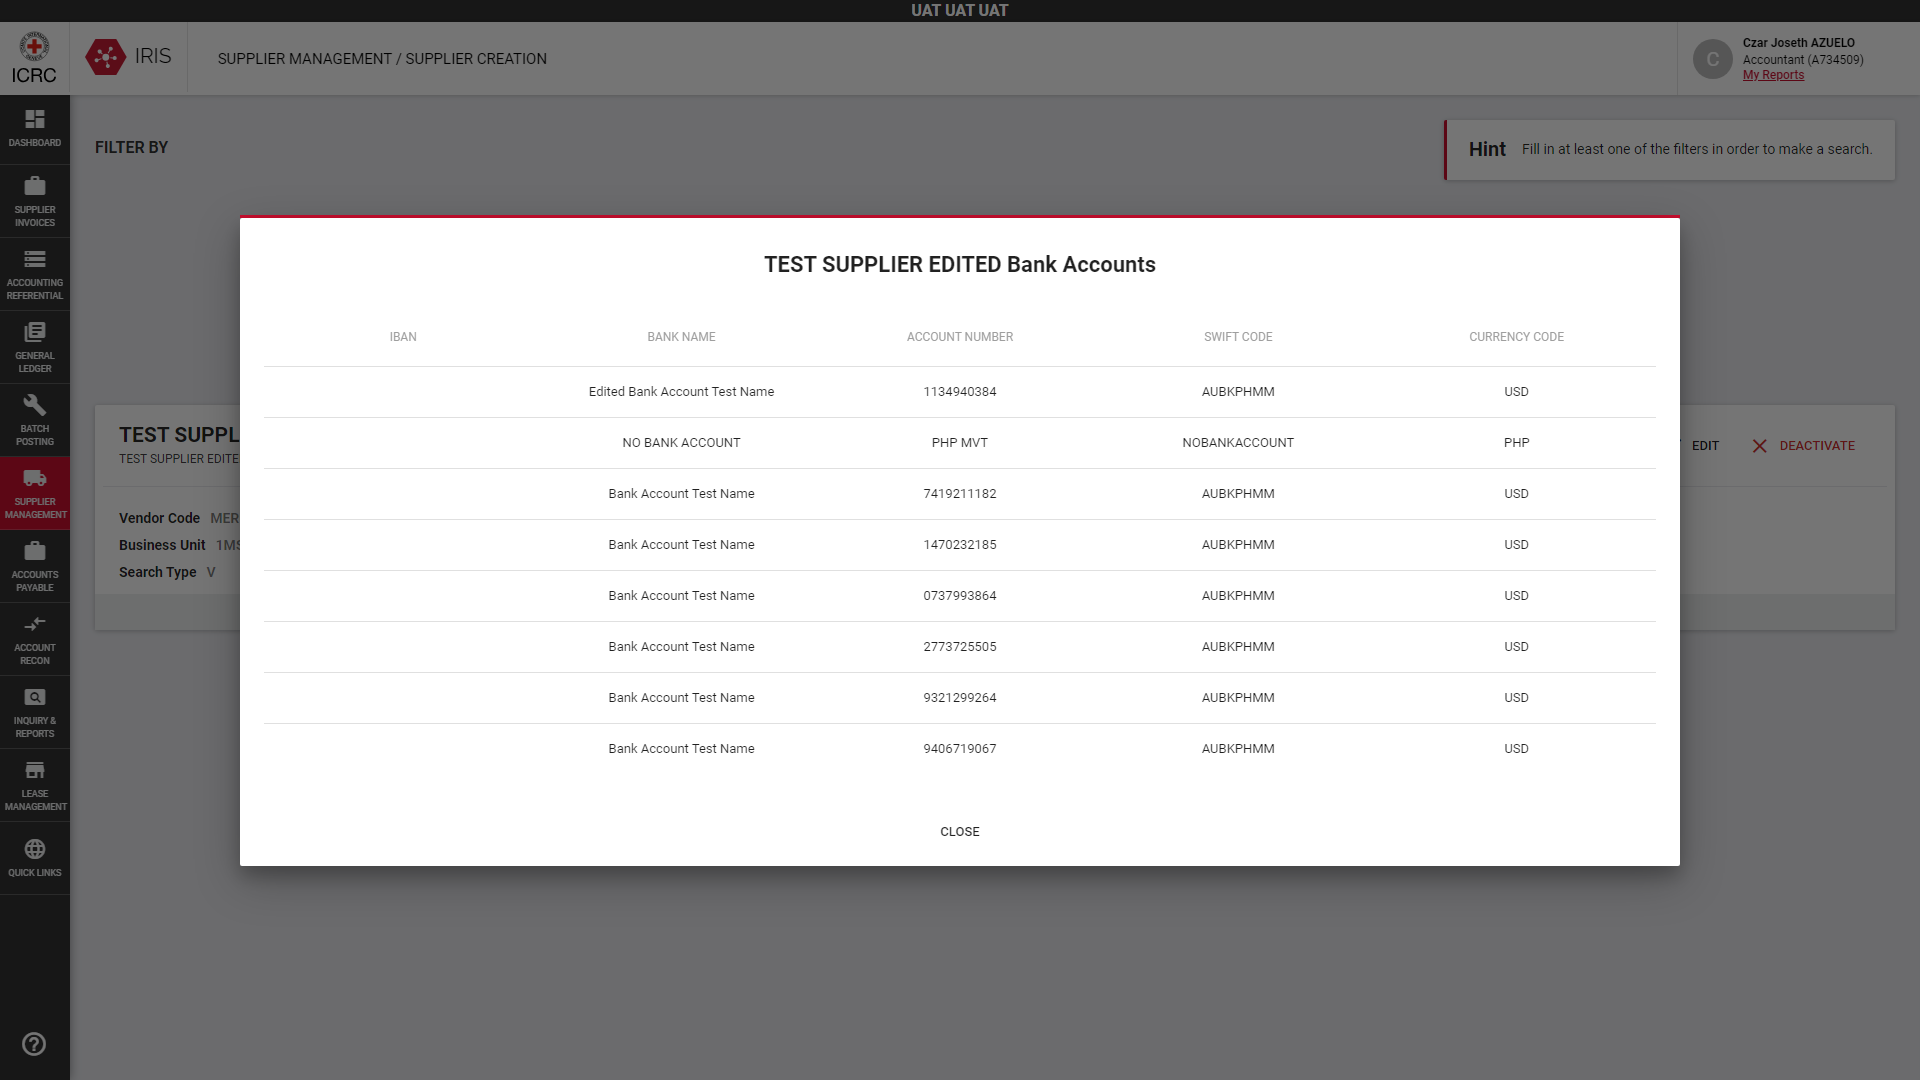 UAT UAT UAT
ICRC
IRIS
SUPPLIER MANAGEMENT / SUPPLIER CREATION
C
Czar Joseth AZUELO
Accountant (A734509)
My Reports
DASHBOARD
SUPPLIER
INVOICES
ACCOUNTING
REFERENTIAL
GENERAL
LEDGER
BATCH
POSTING
SUPPLIER
MANAGEMENT
ACCOUNTS
PAYABLE
ACCOUNT
RECON
INQUIRY &
REPORTS
LEASE
MANAGEMENT
QUICK LINKS
FILTER BY
Hint Fill in at least one of the filters in order to make a search.
TEST SUPPL
TEST SUPPLIER EDITE
EDIT
DEACTIVATE
Vendor Code MER
Business Unit 1MS
Search Type V
TEST SUPPLIER EDITED Bank Accounts
IBAN BANK NAME ACCOUNT NUMBER SWIFT CODE CURRENCY CODE
Edited Bank Account Test Name 1134940384 AUBKPHMM USD
NO BANK ACCOUNT PHP MVT NOBANKACCOUNT PHP
Bank Account Test Name 7419211182 AUBKPHMM USD
Bank Account Test Name 1470232185 AUBKPHMM USD
Bank Account Test Name 0737993864 AUBKPHMM USD
Bank Account Test Name 2773725505 AUBKPHMM USD
Bank Account Test Name 9321299264 AUBKPHMM USD
Bank Account Test Name 9406719067 AUBKPHMM USD
CLOSE